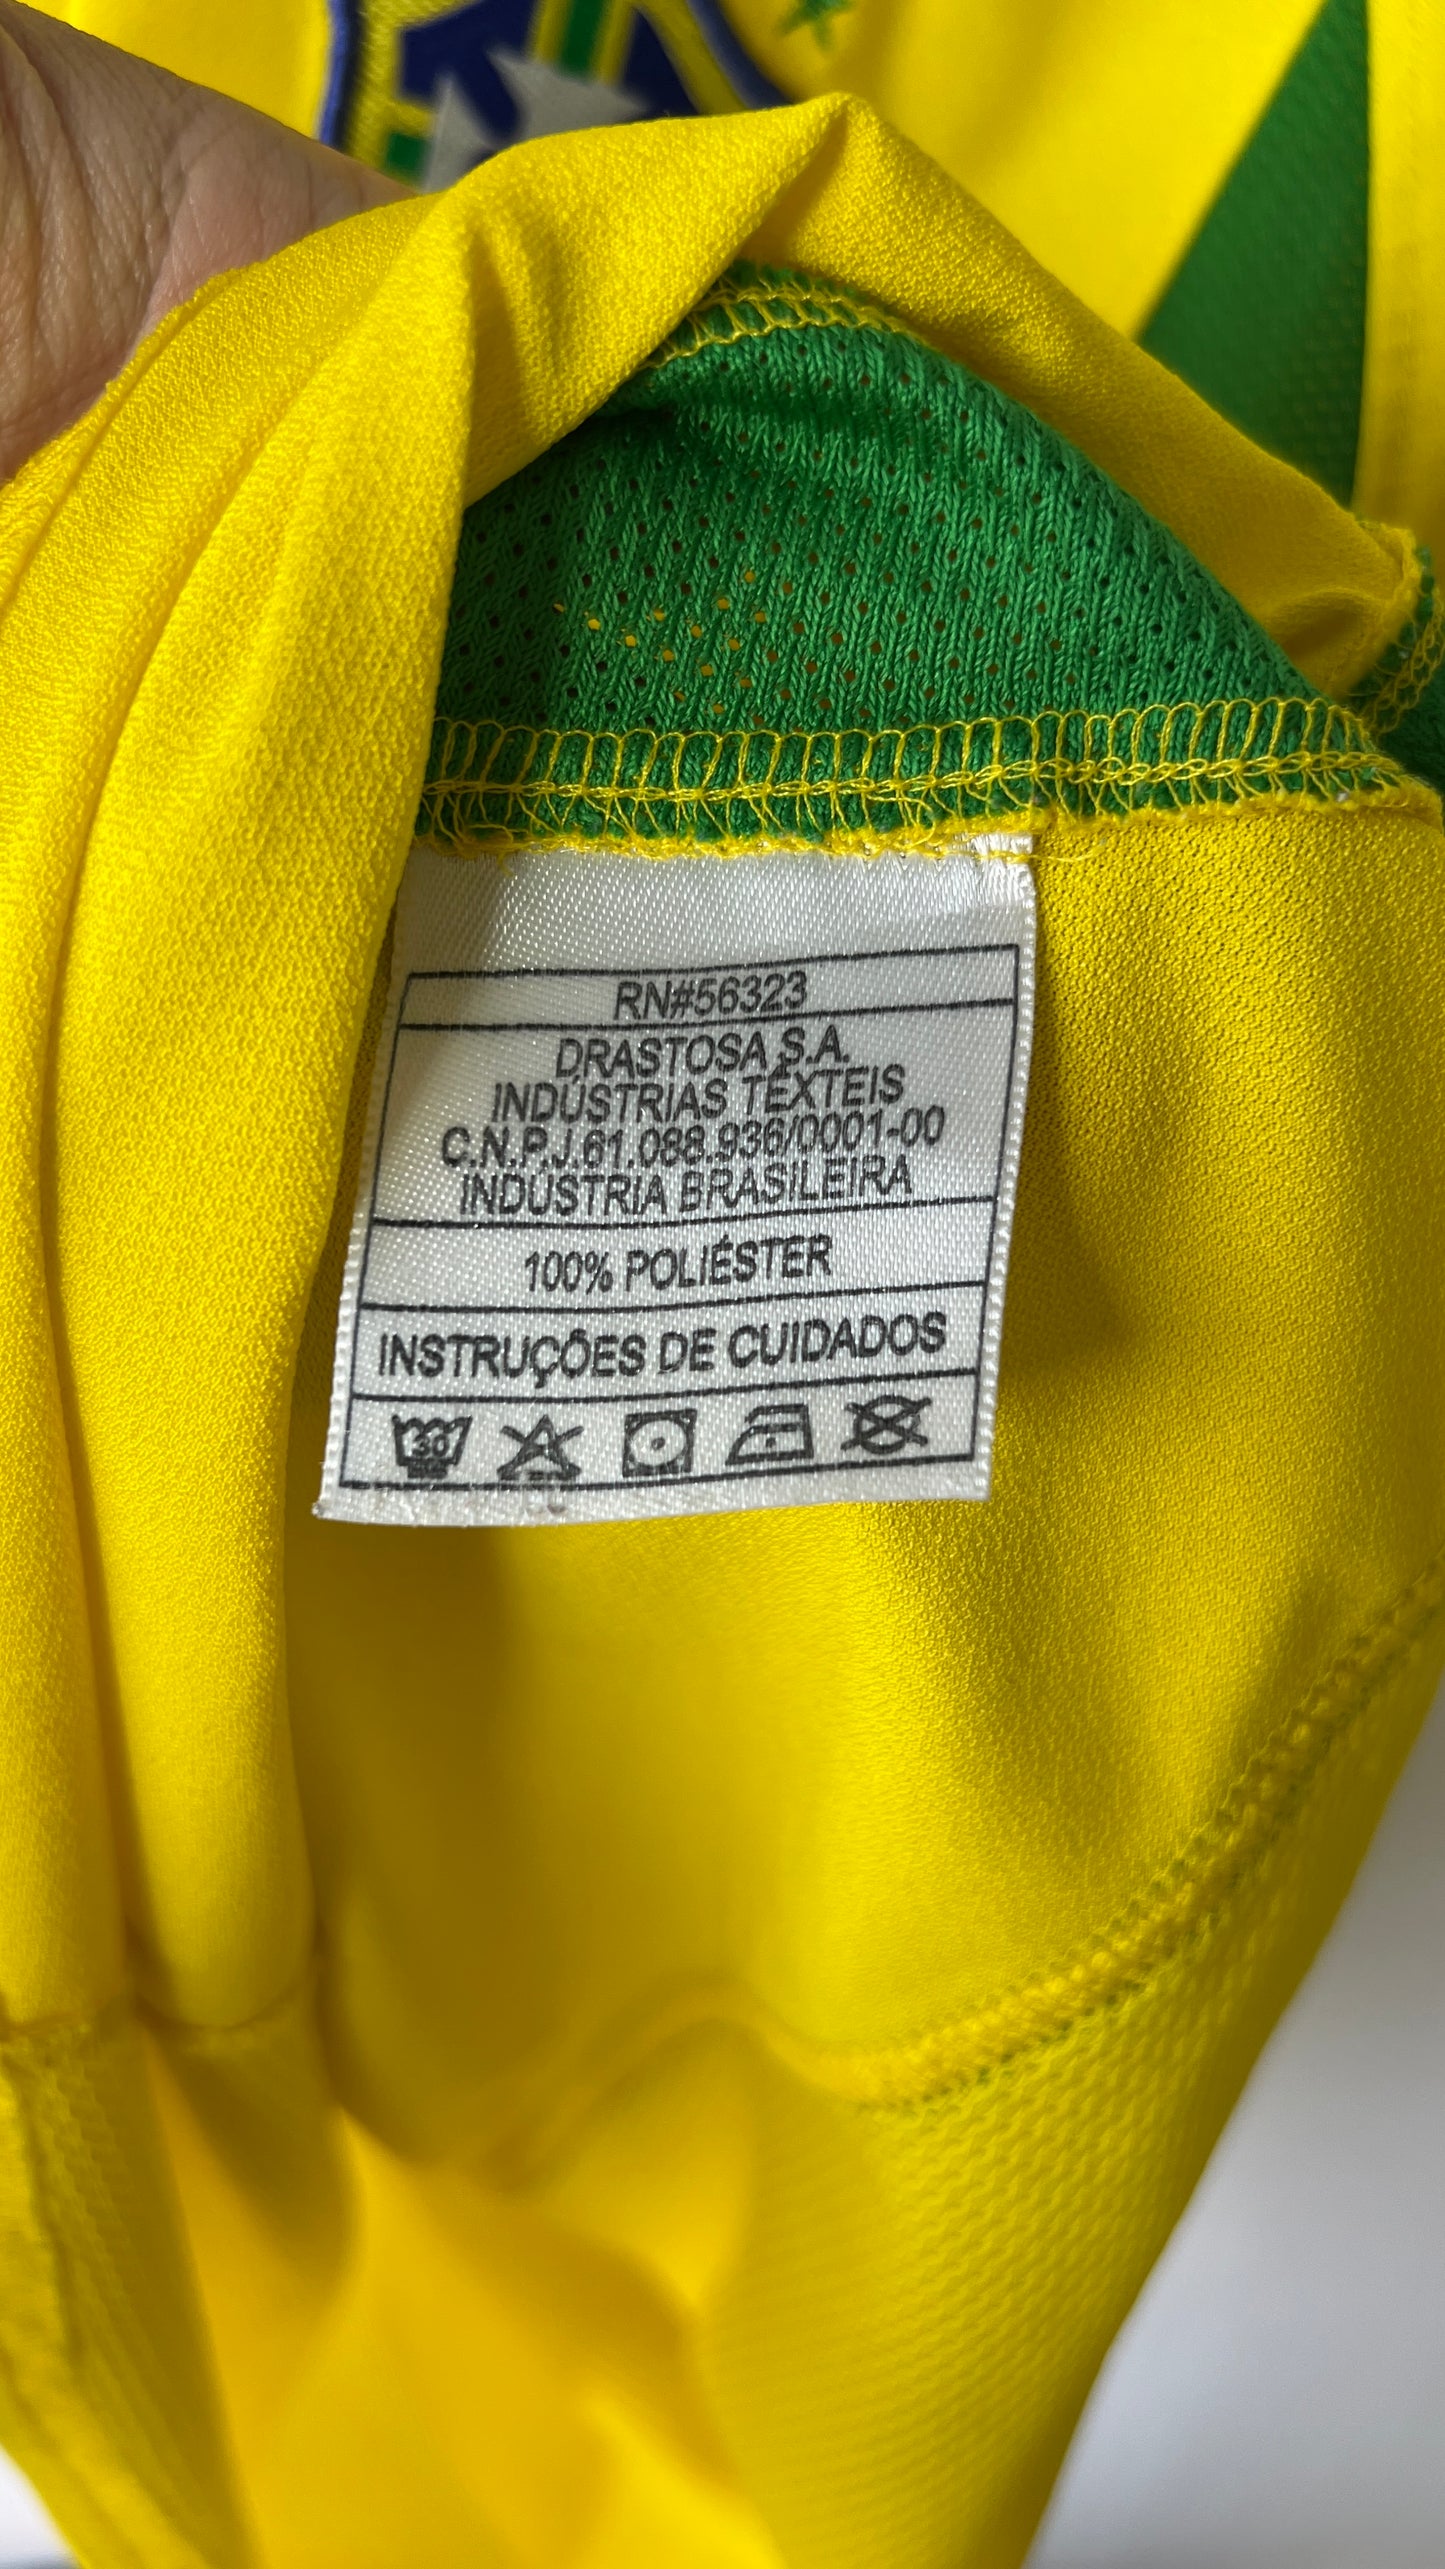 RN#56323
DRASTOSA S.A.
INDÚSTRIAS TÊXTEIS
C.N.P.J.61.088.936/0001-00
INDÚSTRIA BRASILEIRA
100% POLIÉSTER
INSTRUÇÕES DE CUIDADOS
30